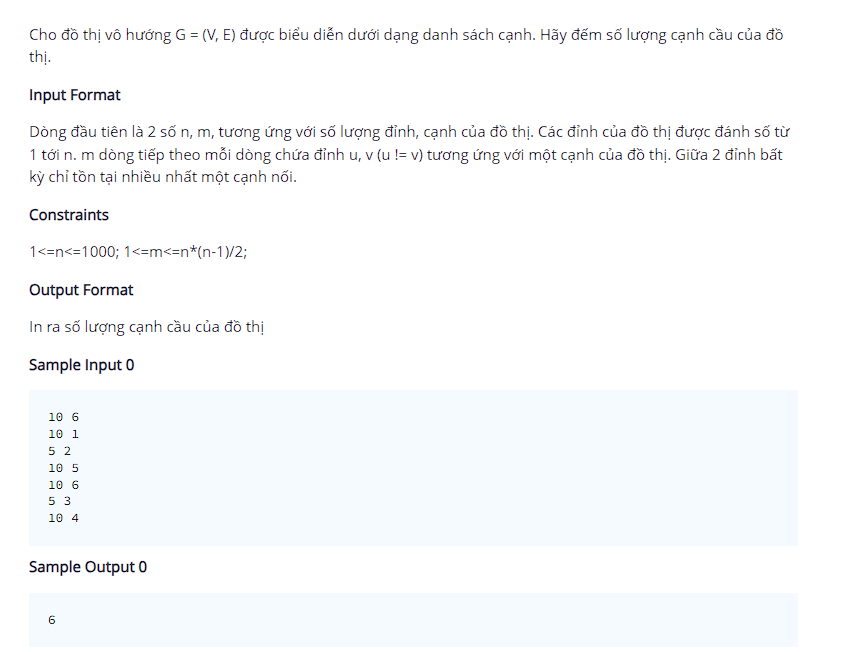 Cho đồ thị vô hướng G = (V, E) được biểu diễn dưới dạng danh sách cạnh. Hãy đếm số lượng cạnh cầu của đồ
thị.
Input Format
Dòng đầu tiên là 2 số n, m, tương ứng với số lượng đỉnh, cạnh của đồ thị. Các đỉnh của đồ thị được đánh số từ
1 tới n. m dòng tiếp theo mỗi dòng chứa đỉnh u, v (u != v) tương ứng với một cạnh của đồ thị. Giữa 2 đỉnh bất
kỳ chỉ tồn tại nhiều nhất một cạnh nối.
Constraints
1<=n<=1000; 1<=m<=n*(n-1)/2;
Output Format
In ra số lượng cạnh cầu của đồ thị
Sample Input 0
10 6
10 1
5 2
10 5
10 6
5 3
10 4
Sample Output 0
6